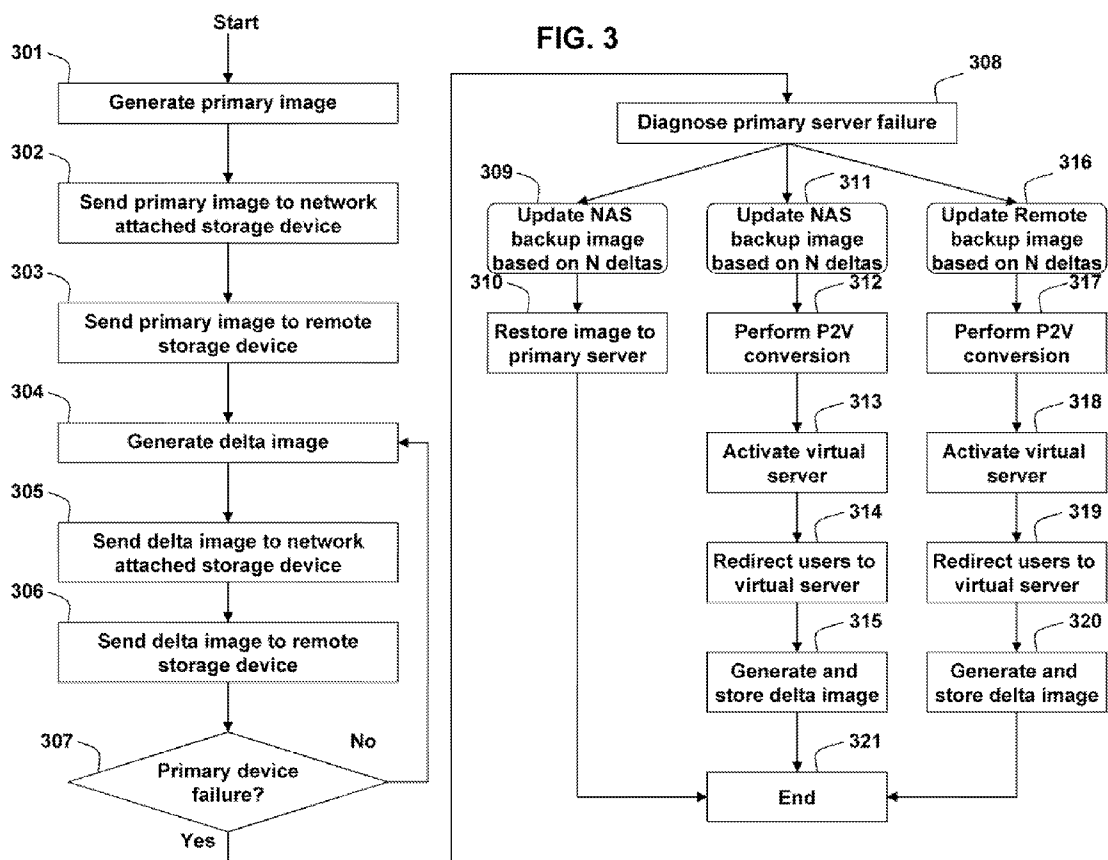 Start
301
Generate primary image
302
Send primary image to network
attached storage device
303
Send primary image to remote
storage device
304
Generate delta image
305
Send delta image to network
attached storage device
306
Send delta image to remote
storage device
307
No
Primary device
failure?
Yes
FIG. 3
308
Diagnose primary server failure
309
Update NAS
backup image
based on N deltas
310
Restore image to
primary server
311
Update NAS
backup image
based on N deltas
312
Perform P2V
conversion
313
Activate virtual
server
314
Redirect users to
virtual server
315
Generate and
store delta image
316
Update Remote
backup image
based on N deltas
317
Perform P2V
conversion
318
Activate virtual
server
319
Redirect users to
virtual server
320
Generate and
store delta image
321
End